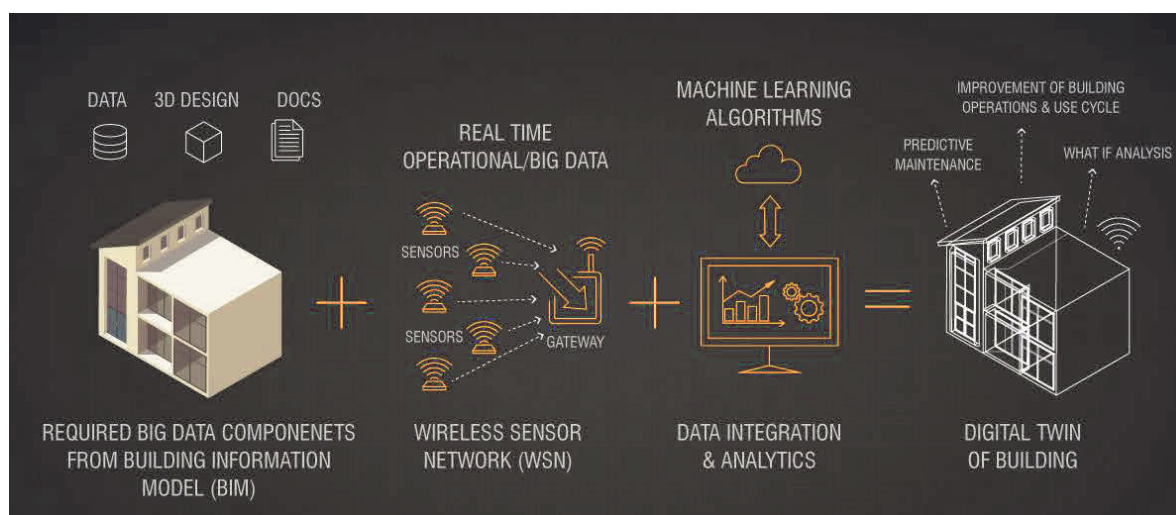 DATA
3D DESIGN
DOCS
REQUIRED BIG DATA COMPONENETS
FROM BUILDING INFORMATION
MODEL (BIM)
REAL TIME
OPERATIONAL/BIG DATA
SENSORS
SENSORS
GATEWAY
WIRELESS SENSOR
NETWORK (WSN)
MACHINE LEARNING
ALGORITHMS
DATA INTEGRATION
& ANALYTICS
IMPROVEMENT OF BUILDING
OPERATIONS & USE CYCLE
PREDICTIVE
MAINTENANCE
WHAT IF ANALYSIS
DIGITAL TWIN
OF BUILDING